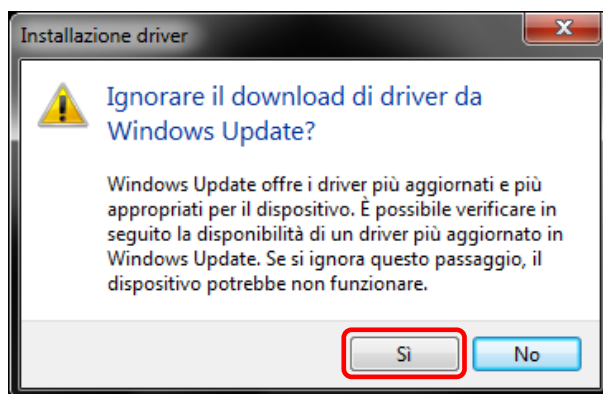 Installazione driver
Ignorare il download di driver da
Windows Update?
Windows Update offre i driver più aggiornati e più
appropriati per il dispositivo. È possibile verificare in
seguito la disponibilità di un driver più aggiornato in
Windows Update. Se si ignora questo passaggio, il
dispositivo potrebbe non funzionare.
Sì
No